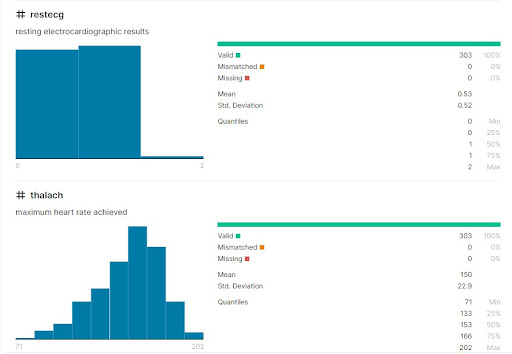 # restecg
resting electrocardiographic results
Valid 303 100%
Mismatched 0 0%
Missing 0 0%
Mean 0.53
Std. Deviation 0.52
Quantiles 0 Min
0 25%
1 50%
1 75%
2 Max
0 2
# thalach
maximum heart rate achieved
Valid 303 100%
Mismatched 0 0%
Missing 0 0%
Mean 150
Std. Deviation 22.9
Quantiles 71 Min
133 25%
153 50%
166 75%
202 Max
71 202